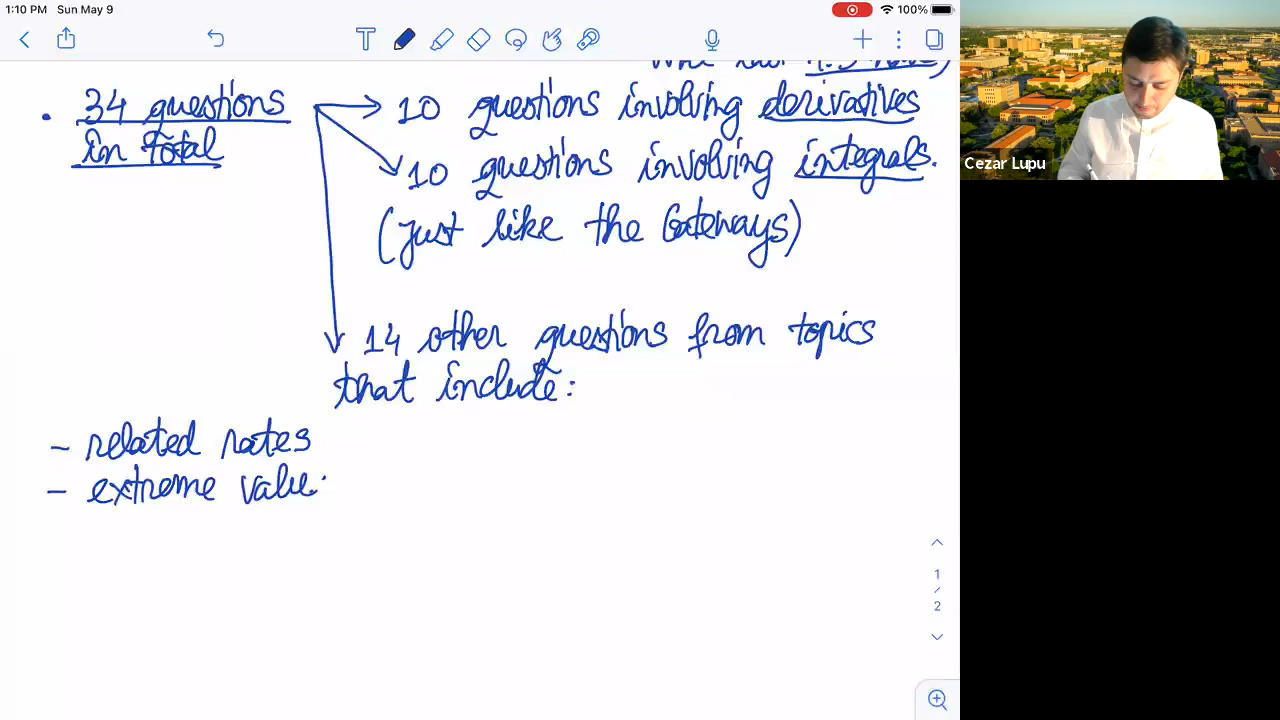 1:10 PM Sun May 9
100%
• 34 questions in Total
10 questions involving derivatives
10 questions involving integrals.
(just like the Gateways)
14 other questions from topics
that include:
- related rates
- extreme value
Cezar Lupu
1
/
2